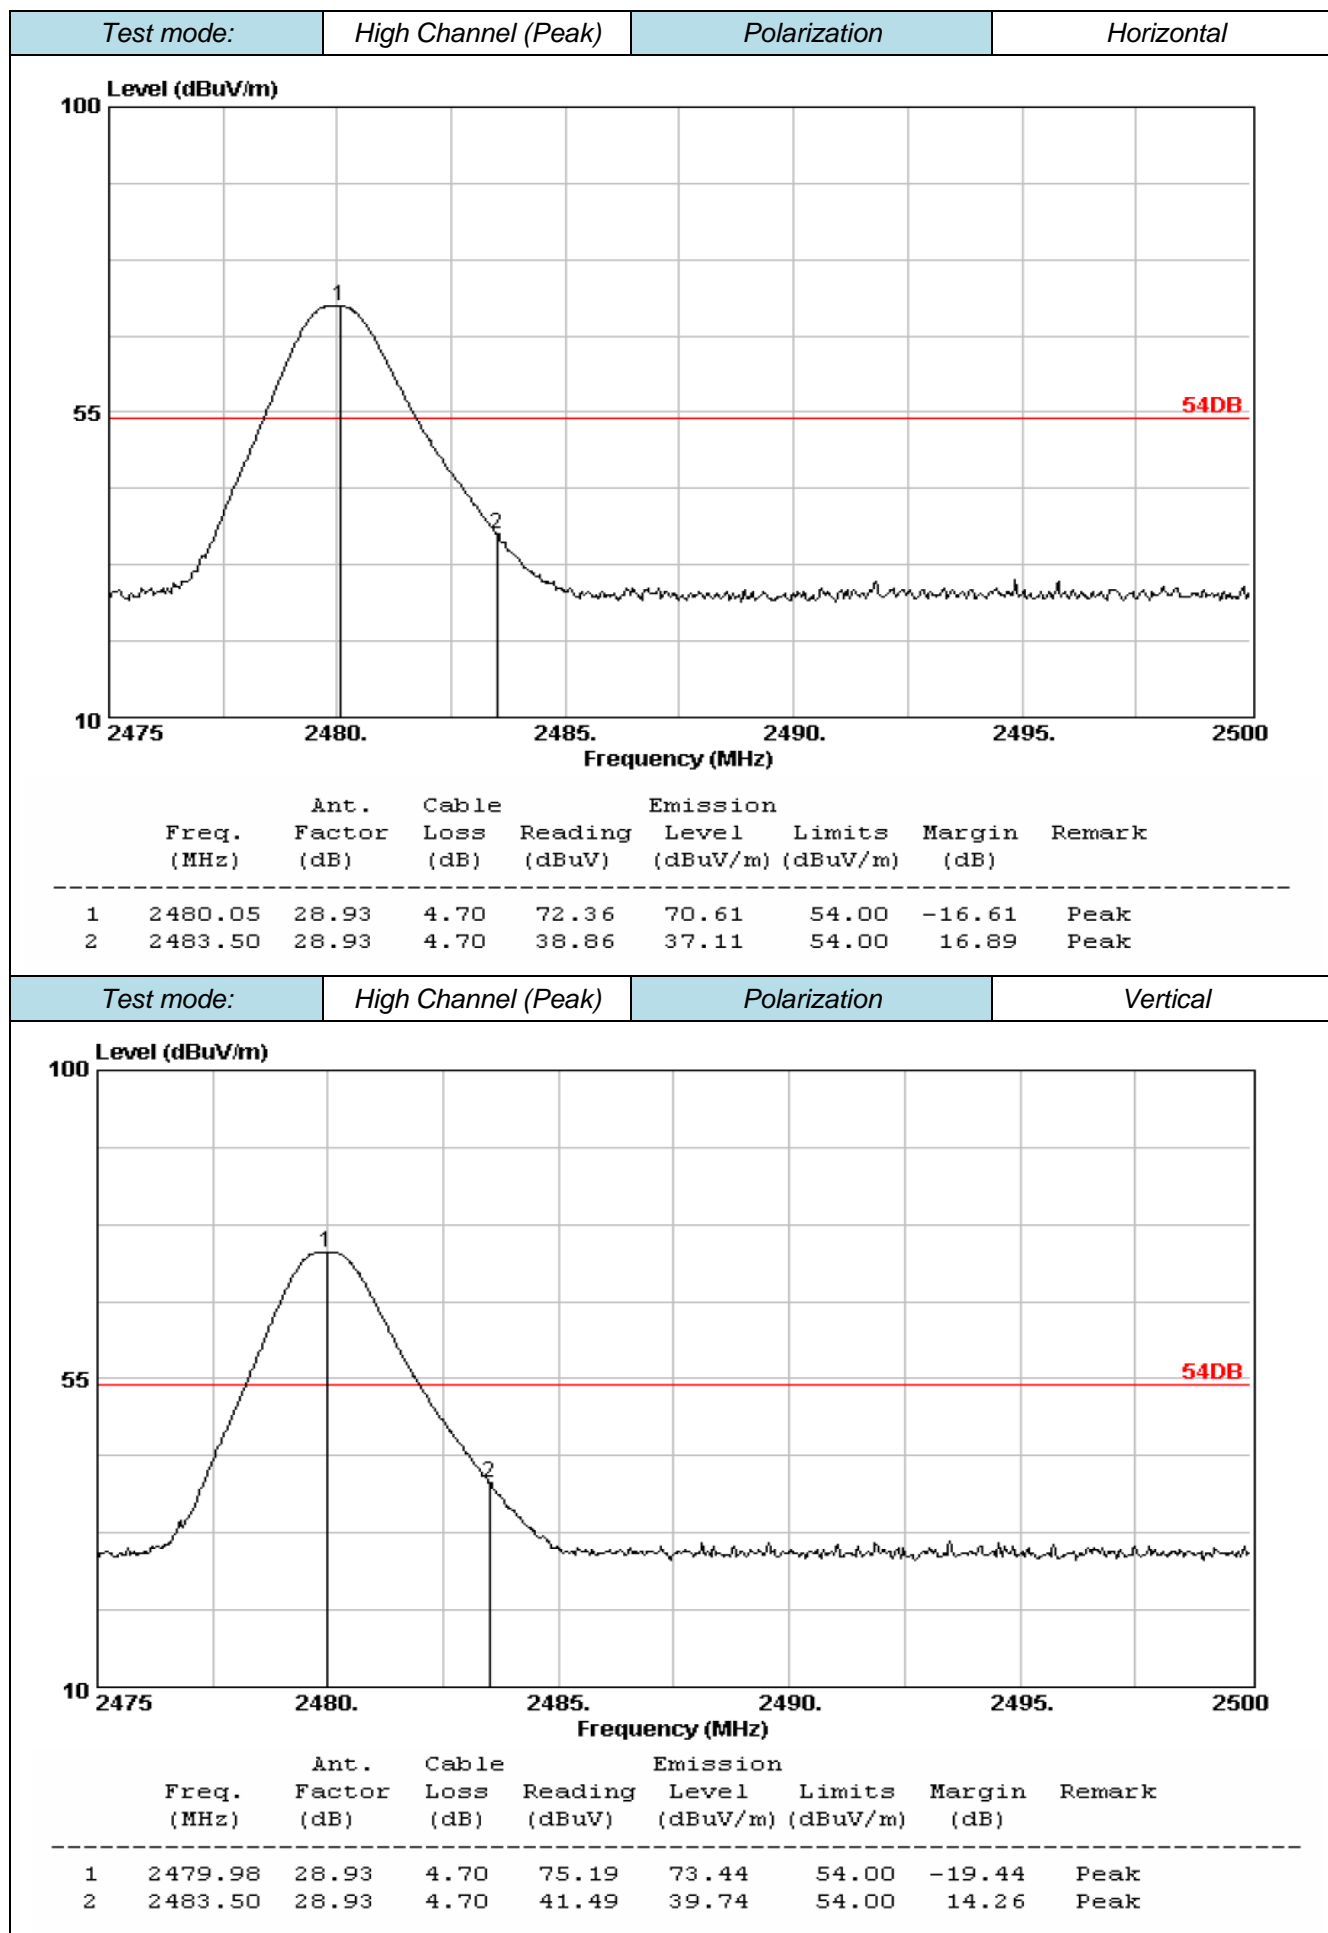 Test mode: High Channel (Peak) Polarization Horizontal
Level (dBuV/m)
100
1
55
54DB
2
10
2475 2480. 2485. 2490. 2495. 2500
Frequency (MHz)
Ant. Cable Emission
Freq. Factor Loss Reading Level Limits Margin Remark
(MHz) (dB) (dB) (dBuV) (dBuV/m) (dBuV/m) (dB)
1 2480.05 28.93 4.70 72.36 70.61 54.00 -16.61 Peak
2 2483.50 28.93 4.70 38.86 37.11 54.00 16.89 Peak
Test mode: High Channel (Peak) Polarization Vertical
Level (dBuV/m)
100
1
55
54DB
2
10
2475 2480. 2485. 2490. 2495. 2500
Frequency (MHz)
Ant. Cable Emission
Freq. Factor Loss Reading Level Limits Margin Remark
(MHz) (dB) (dB) (dBuV) (dBuV/m) (dBuV/m) (dB)
1 2479.98 28.93 4.70 75.19 73.44 54.00 -19.44 Peak
2 2483.50 28.93 4.70 41.49 39.74 54.00 14.26 Peak